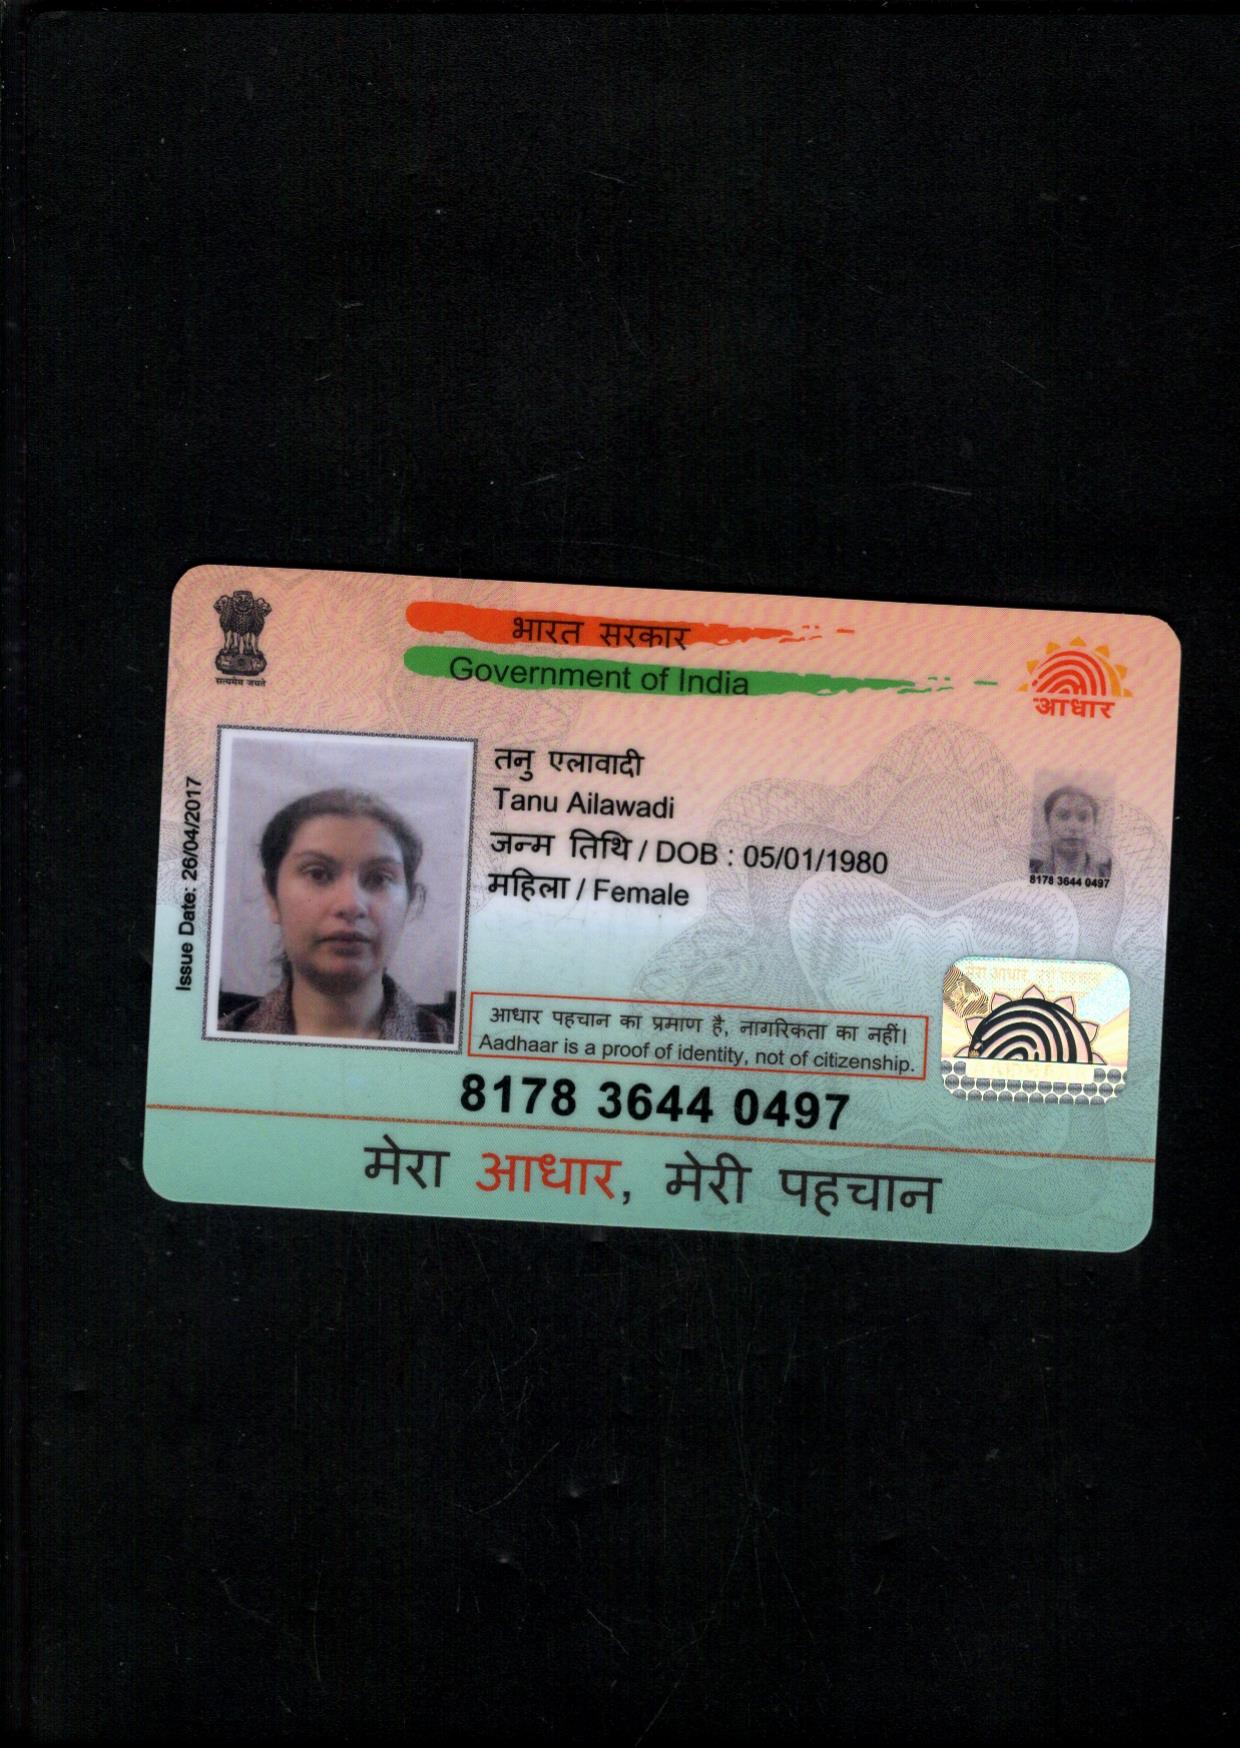 भारत सरकार
Government of India
सत्यमेव जयते
आधार
Issue Date: 26/04/2017
तनु एलावादी
Tanu Ailawadi
जन्म तिथि / DOB : 05/01/1980
महिला / Female
8178 3644 0497
मेरा आधार, मेरी पहचान
आधार पहचान का प्रमाण है, नागरिकता का नहीं।
Aadhaar is a proof of identity, not of citizenship.
8178 3644 0497
मेरा आधार, मेरी पहचान